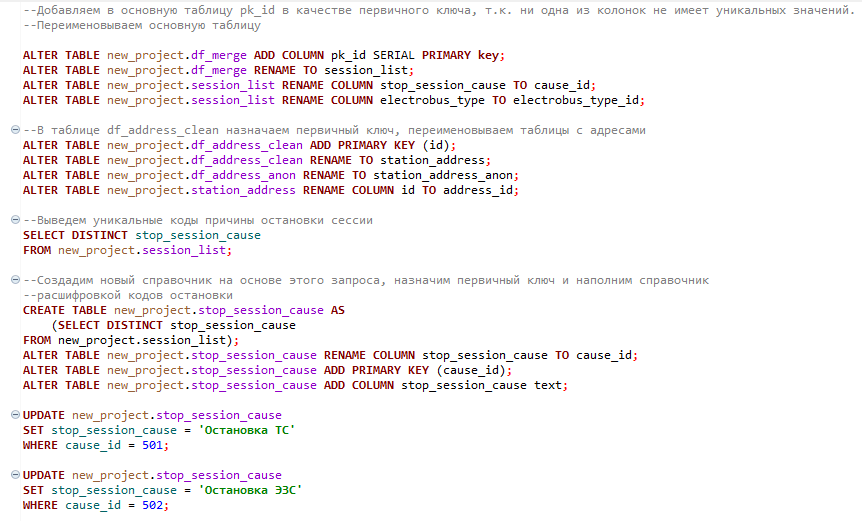 --Добавляем в основную таблицу pk_id в качестве первичного ключа, т.к. ни одна из колонок не имеет уникальных значений.
--Переименовываем основную таблицу
ALTER TABLE new_project.df_merge ADD COLUMN pk_id SERIAL PRIMARY key;
ALTER TABLE new_project.df_merge RENAME TO session_list;
ALTER TABLE new_project.session_list RENAME COLUMN stop_session_cause TO cause_id;
ALTER TABLE new_project.session_list RENAME COLUMN electrobus_type TO electrobus_type_id;
--В таблице df_address_clean назначаем первичный ключ, переименовываем таблицы с адресами
ALTER TABLE new_project.df_address_clean ADD PRIMARY KEY (id);
ALTER TABLE new_project.df_address_clean RENAME TO station_address;
ALTER TABLE new_project.df_address_anon RENAME TO station_address_anon;
ALTER TABLE new_project.station_address RENAME COLUMN id TO address_id;
--Выведем уникальные коды причины остановки сессии
SELECT DISTINCT stop_session_cause
FROM new_project.session_list;
--Создадим новый справочник на основе этого запроса, назначим первичный ключ и наполним справочник
--расшифровкой кодов остановки
CREATE TABLE new_project.stop_session_cause AS
(SELECT DISTINCT stop_session_cause
FROM new_project.session_list);
ALTER TABLE new_project.stop_session_cause RENAME COLUMN stop_session_cause TO cause_id;
ALTER TABLE new_project.stop_session_cause ADD PRIMARY KEY (cause_id);
ALTER TABLE new_project.stop_session_cause ADD COLUMN stop_session_cause text;
UPDATE new_project.stop_session_cause
SET stop_session_cause = 'Остановка ТС'
WHERE cause_id = 501;
UPDATE new_project.stop_session_cause
SET stop_session_cause = 'Остановка ЭЗС'
WHERE cause_id = 502;